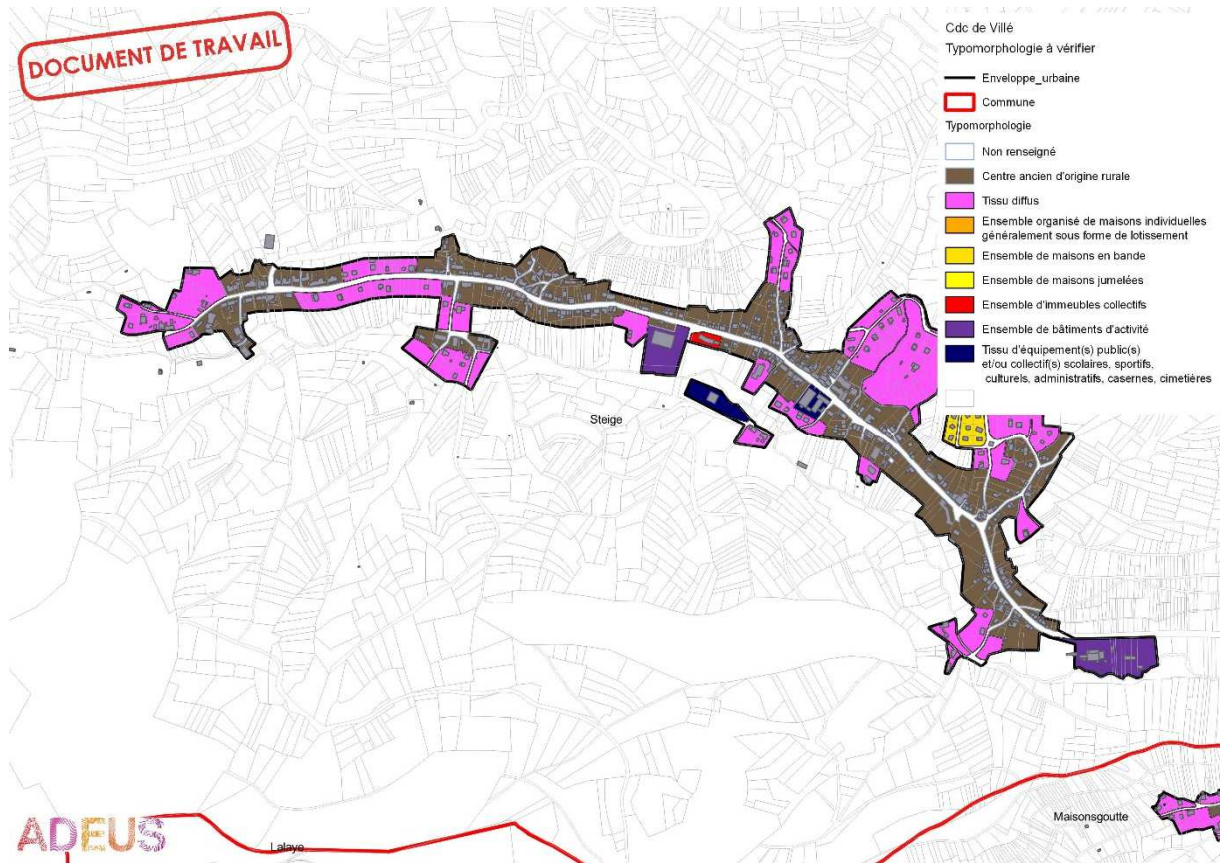 DOCUMENT DE TRAVAIL
Cdc de Villé
Typomorphologie à vérifier
Enveloppe_urbaine
Commune
Typomorphologie
Non renseigné
Centre ancien d'origine rurale
Tissu diffus
Ensemble organisé de maisons individuelles
généralement sous forme de lotissement
Ensemble de maisons en bande
Ensemble de maisons jumelées
Ensemble d'immeubles collectifs
Ensemble de bâtiments d'activité
Tissu d'équipement(s) public(s)
et/ou collectif(s) scolaires, sportifs,
culturels, administratifs, casernes, cimetières
Steige
Maisonsgoutte
ADEUS
Lalaye